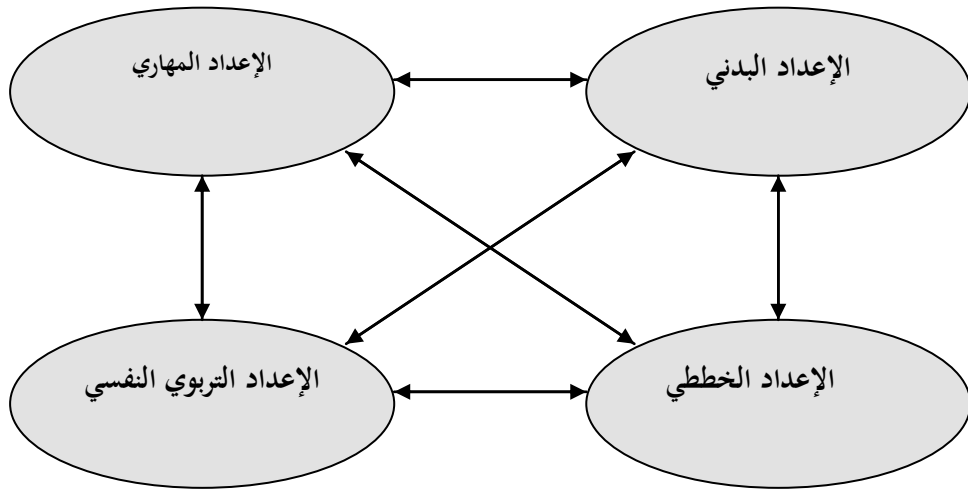 الإعداد البدني
الإعداد المهاري
الإعداد الخططي
الإعداد التربوي النفسي